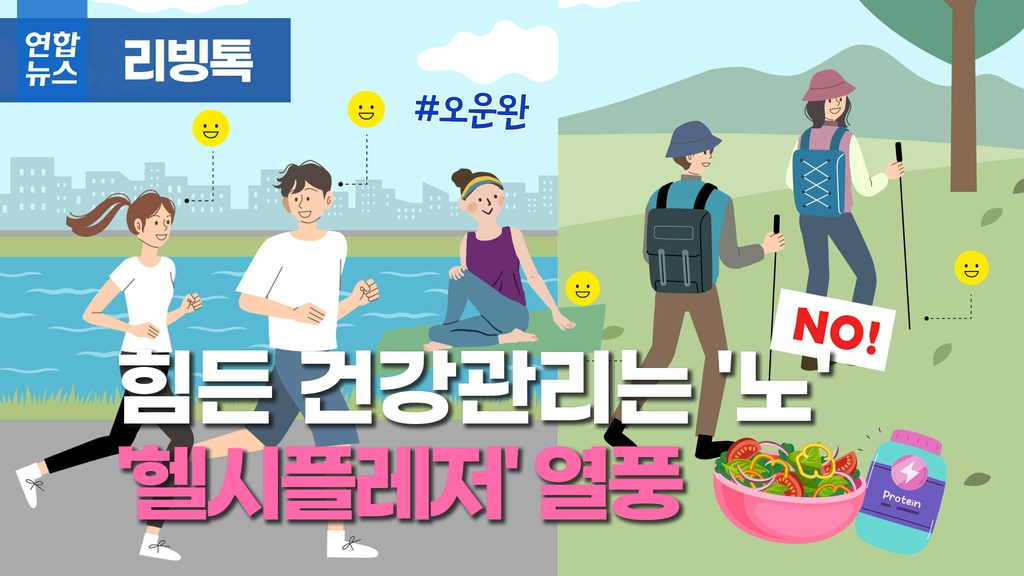 연합
뉴스
리빙톡
#오운완
NO!
힘든 건강관리는 '노'
'헬시플레저' 열풍
Protein